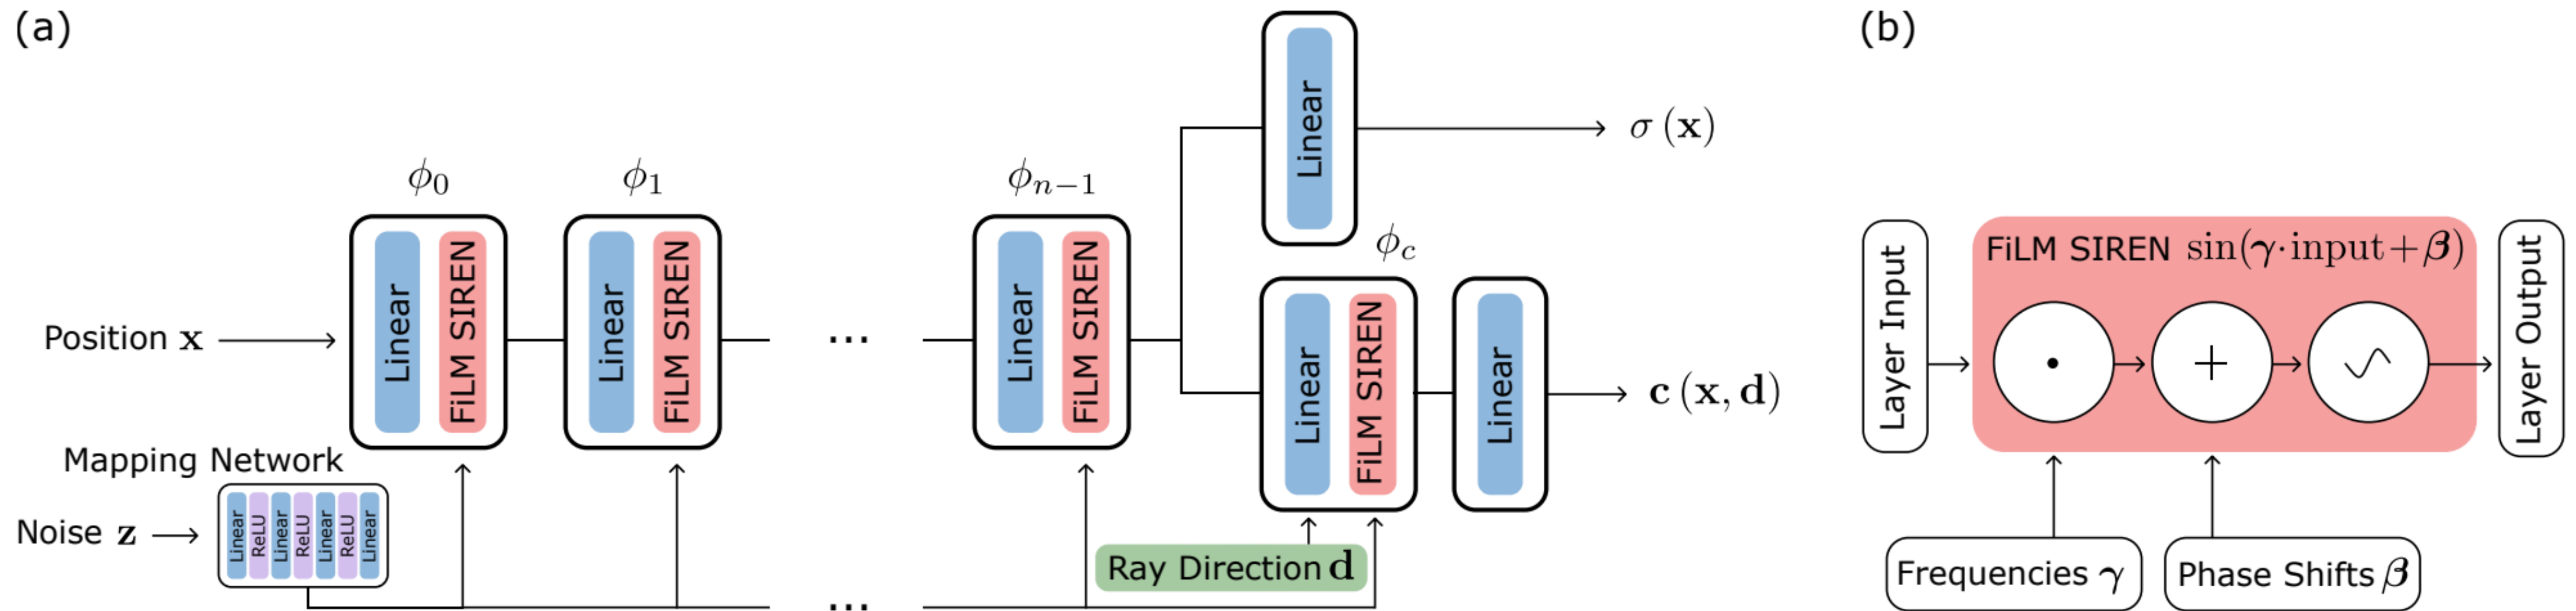 (a)
ϕ₀
ϕ₁
ϕₙ₋₁
Position x
Linear
FiLM SIREN
Linear
FiLM SIREN
...
Linear
FiLM SIREN
Linear
σ (x)
ϕ_c
Linear
FiLM SIREN
Linear
c (x, d)
Mapping Network
Noise z
Linear
ReLU
Linear
ReLU
Linear
ReLU
Linear
...
Ray Direction d
(b)
Layer Input
FiLM SIREN sin(γ·input+β)
·
+
Layer Output
Frequencies γ
Phase Shifts β